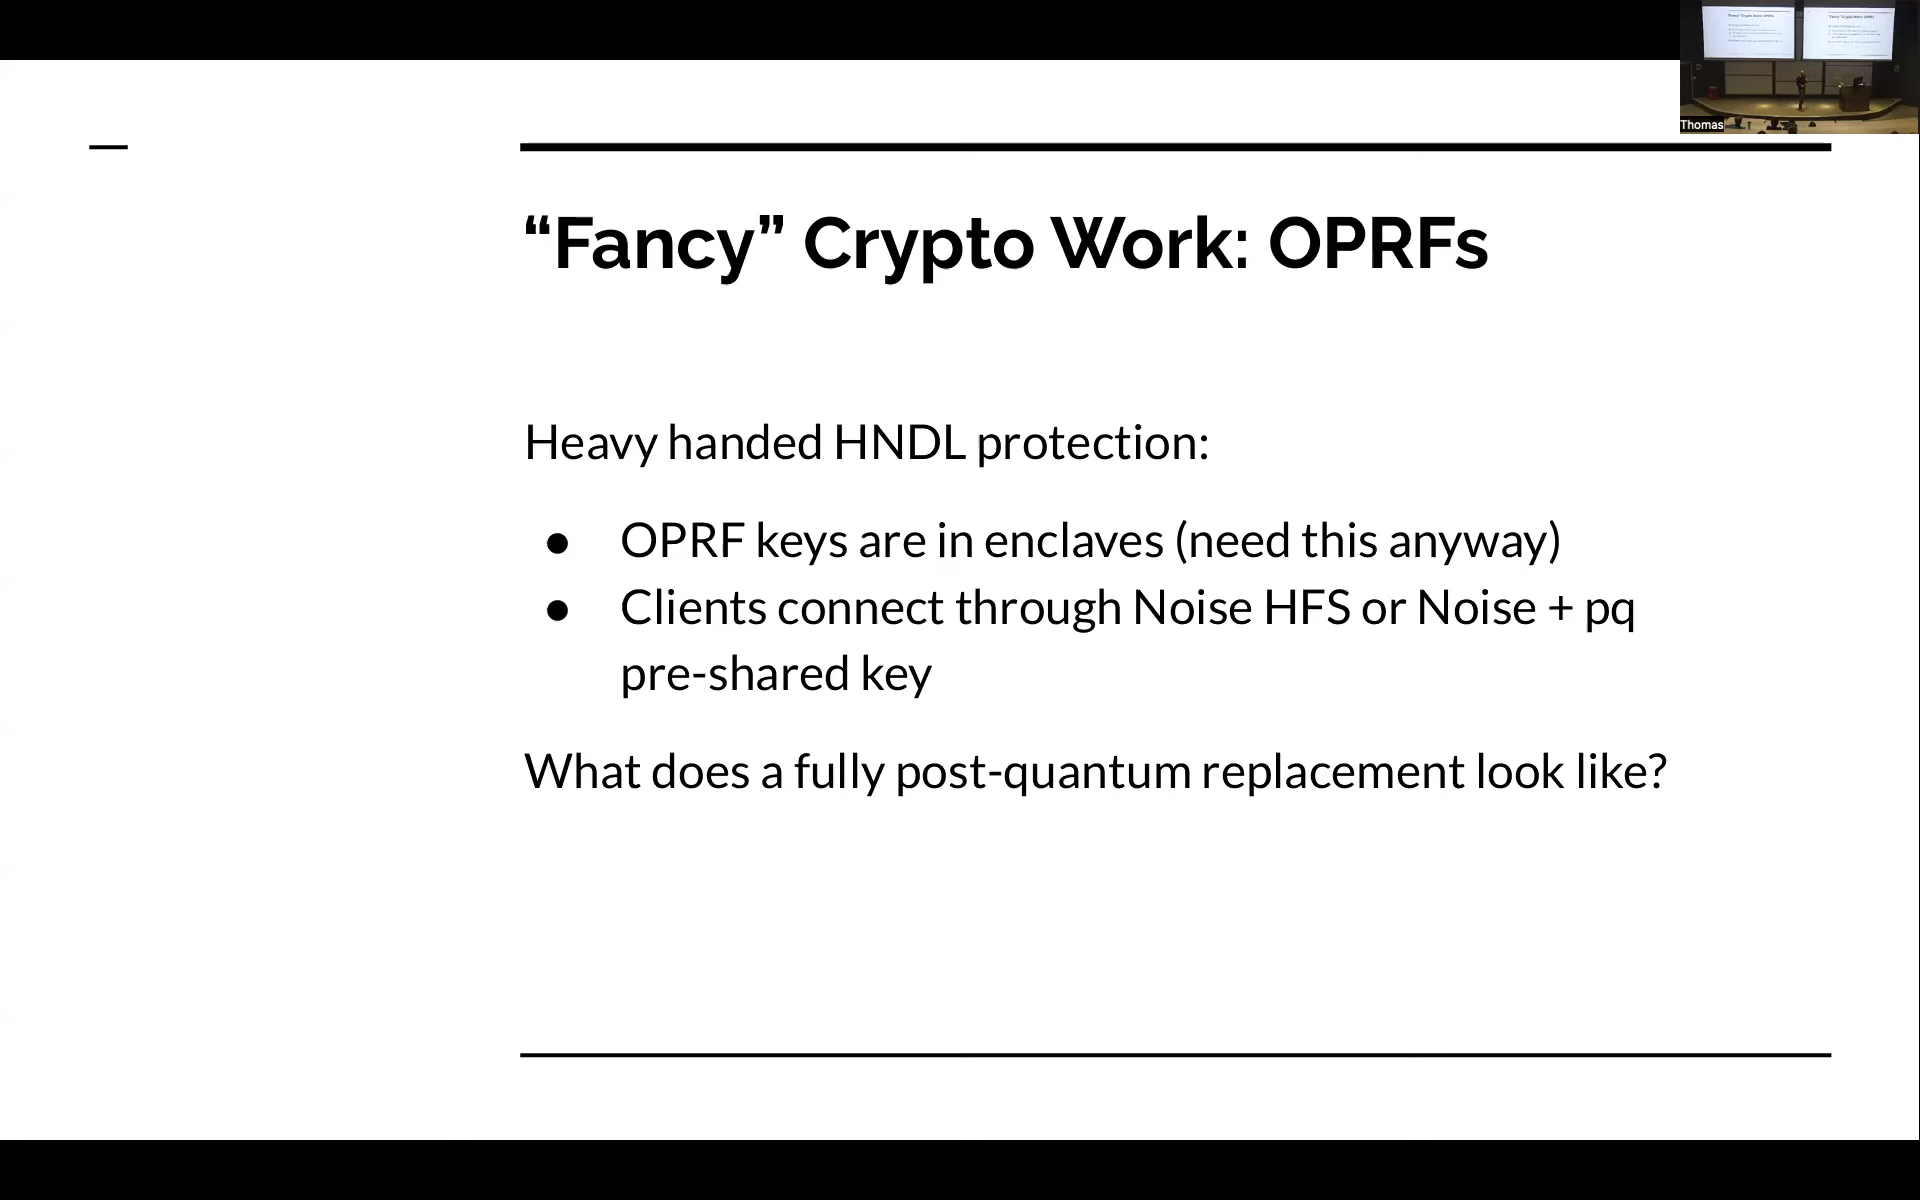 Thomas
“Fancy” Crypto Work: OPRFs
Heavy handed HNDL protection:
● OPRF keys are in enclaves (need this anyway)
● Clients connect through Noise HFS or Noise + pq
pre-shared key
What does a fully post-quantum replacement look like?